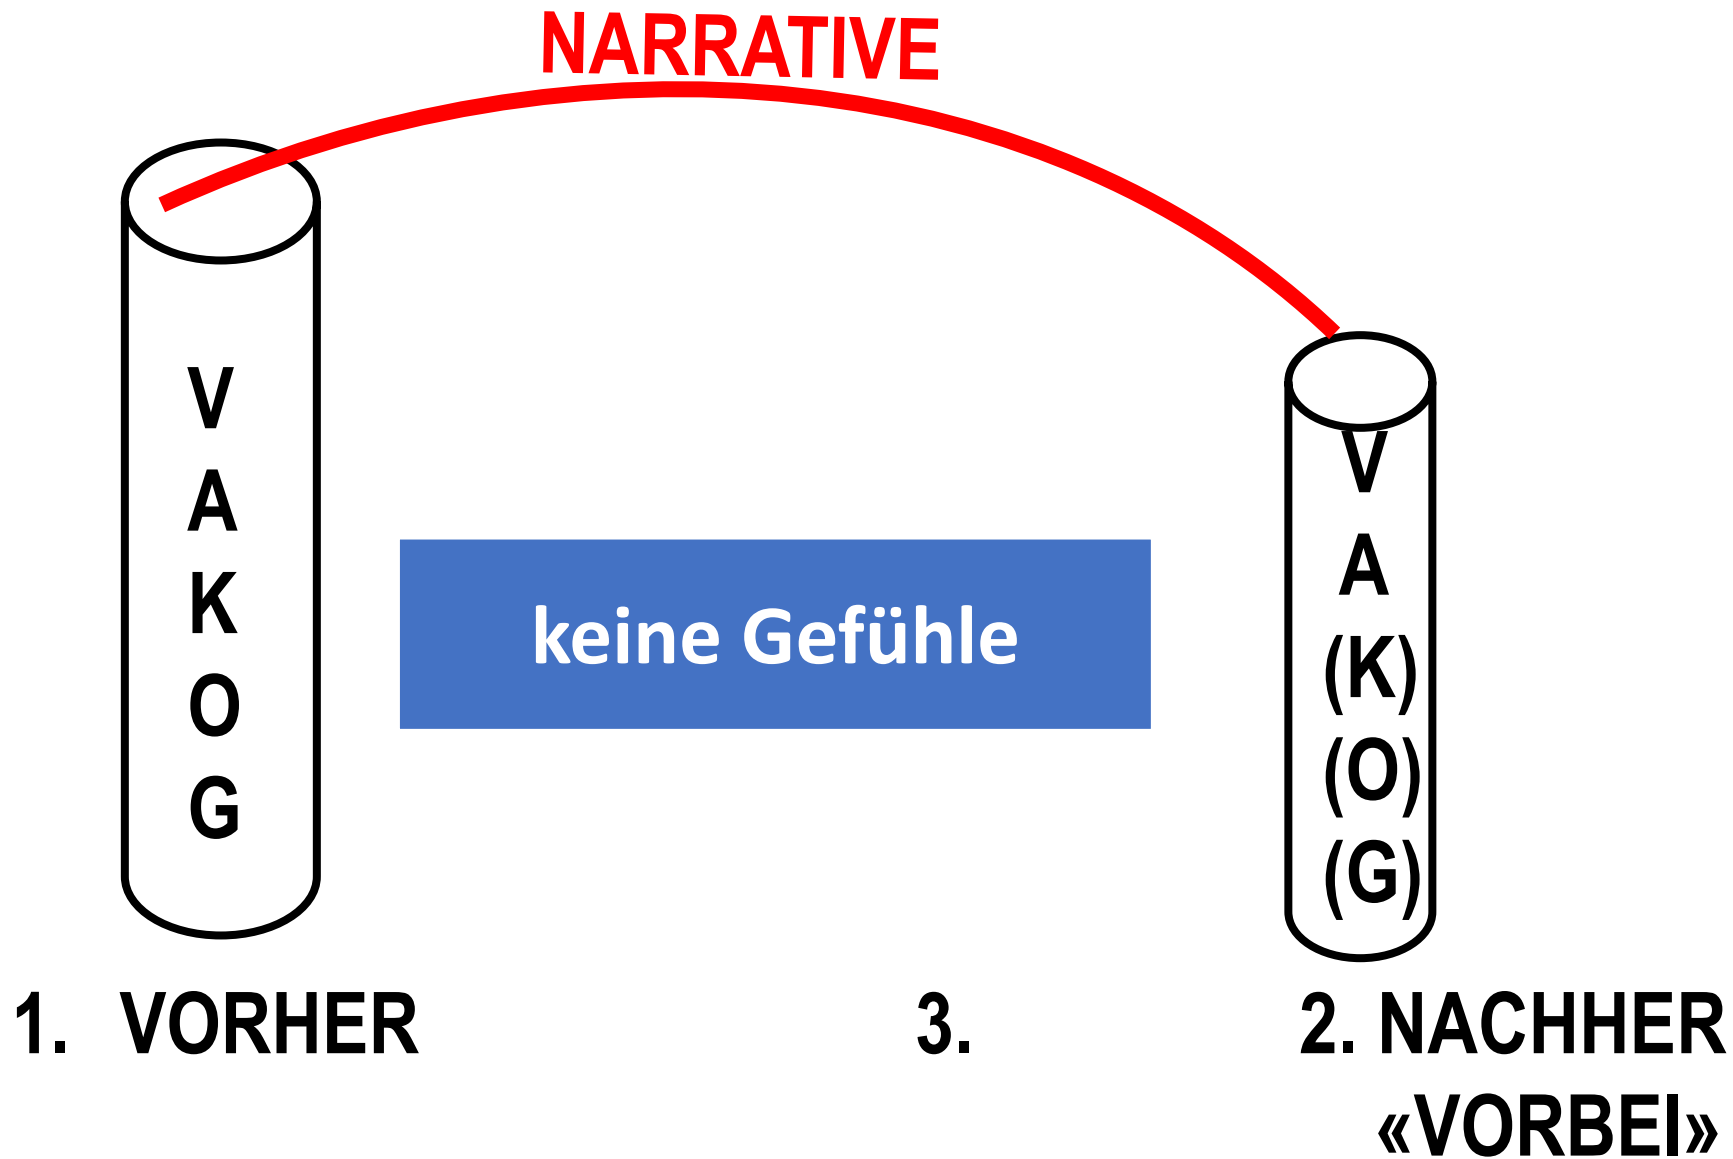 NARRATIVE
V
A
K
O
G
keine Gefühle
V
A
(K)
(O)
(G)
1. VORHER
3.
2. NACHHER
«VORBEI»